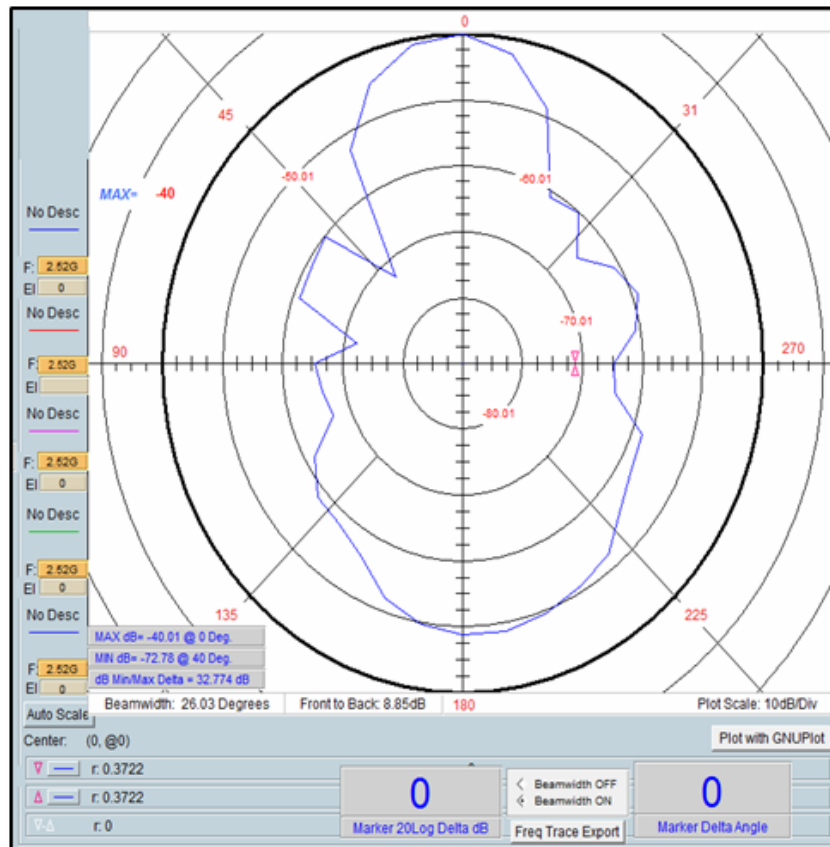 0
45
31
-50.01
-60.01
MAX= -40
No Desc
F: 2.52G
El 0
No Desc
-70.01
90
270
F: 2.52G
El
No Desc
-80.01
F: 2.52G
El 0
No Desc
F: 2.52G
El 0
No Desc
135
225
MAX dB= -40.01 @ 0 Deg.
MIN dB= -72.78 @ 40 Deg.
dB Min/Max Delta = 32.774 dB
F: 2.52G
El 0
Beamwidth: 26.03 Degrees
Front to Back: 8.85dB
180
Plot Scale: 10dB/Div
Auto Scale
Center: (0, @0)
Plot with GNUPlot
r: 0.3722
r: 0.3722
r: 0
0
Marker 20Log Delta dB
Beamwidth OFF
Beamwidth ON
Freq Trace Export
0
Marker Delta Angle